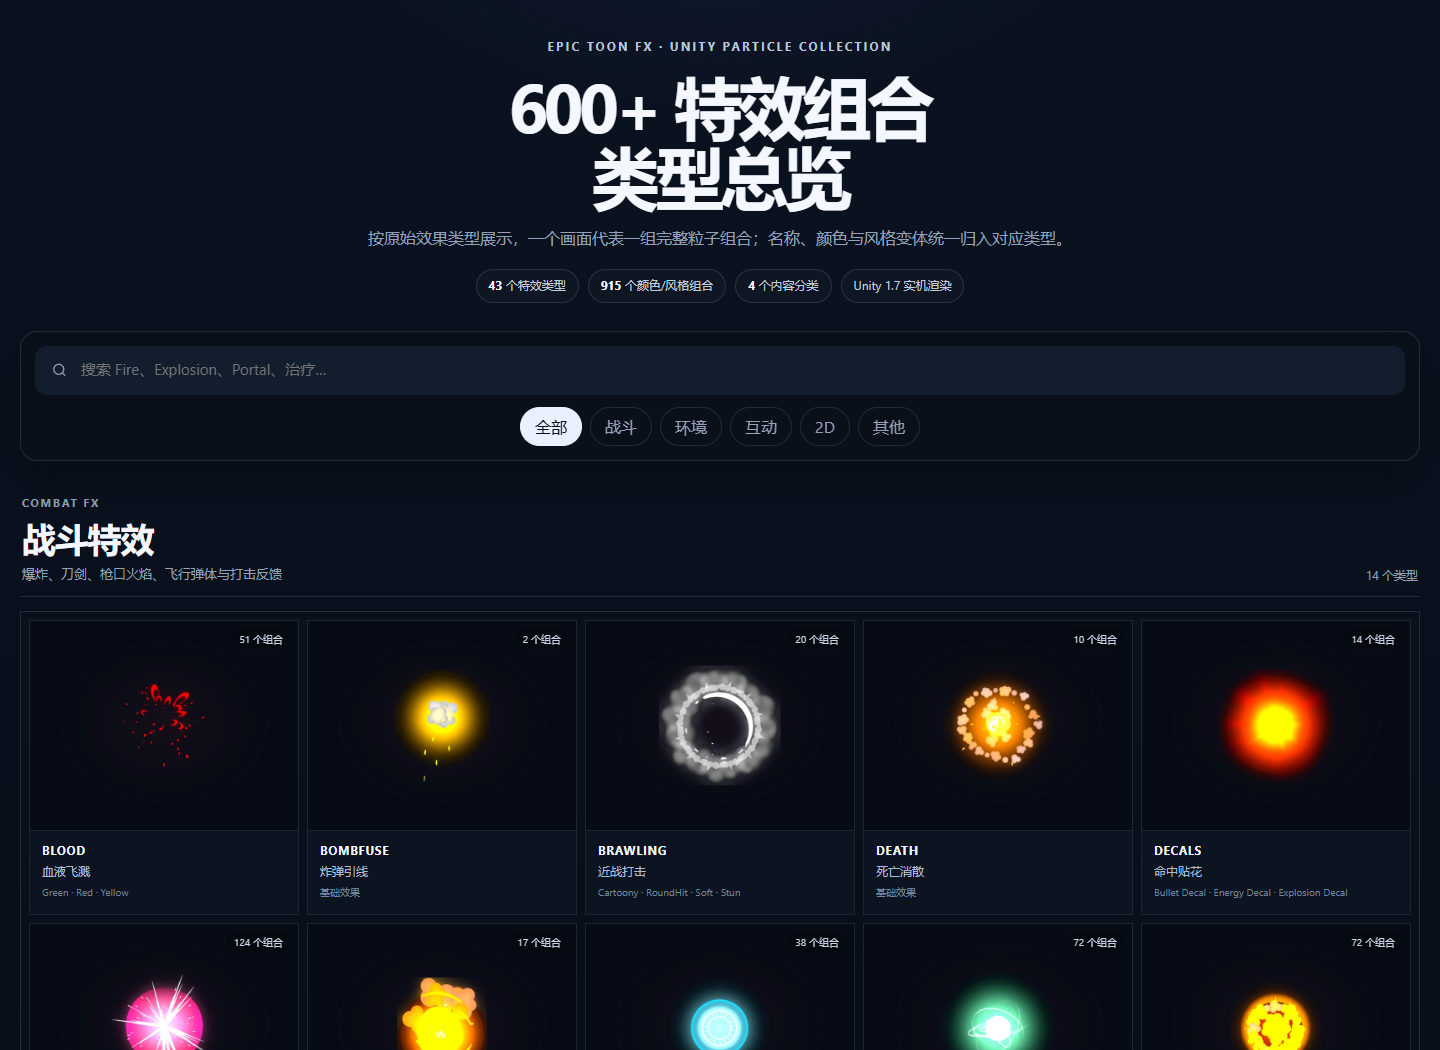 EPIC TOON FX · UNITY PARTICLE COLLECTION
600+ 特效组合
类型总览
按原始效果类型展示，一个画面代表一组完整粒子组合；名称、颜色与风格变体统一归入对应类型。
43 个特效类型
915 个颜色/风格组合
4 个内容分类
Unity 1.7 实机渲染
搜索 Fire、Explosion、Portal、治疗...
全部
战斗
环境
互动
2D
其他
COMBAT FX
战斗特效
爆炸、刀剑、枪口火焰、飞行弹体与打击反馈
14 个类型
51 个组合
2 个组合
20 个组合
10 个组合
14 个组合
BLOOD
血液飞溅
Green · Red · Yellow
BOMBFUSE
炸弹引线
基础效果
BRAWLING
近战打击
Cartoony · RoundHit · Soft · Stun
DEATH
死亡消散
基础效果
DECALS
命中贴花
Bullet Decal · Energy Decal · Explosion Decal
124 个组合
17 个组合
38 个组合
72 个组合
72 个组合